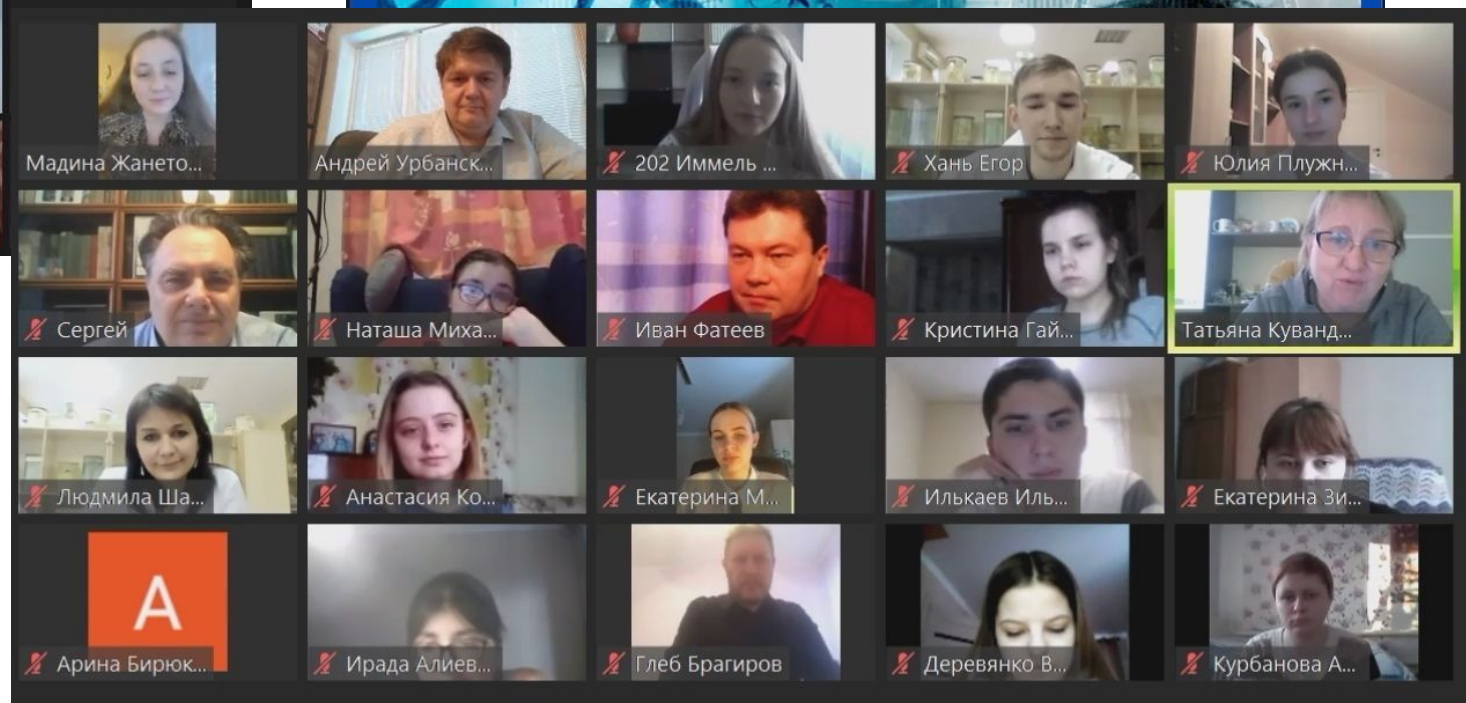 Мадина Жането...
Андрей Урбанск...
202 Иммель ...
Хань Егор
Юлия Плужн...
Сергей
Наташа Миха...
Иван Фатеев
Кристина Гай...
Татьяна Куванд...
Людмила Ша...
Анастасия Ко...
Екатерина М...
Илькаев Иль...
Екатерина Зи...
А
Арина Бирюк...
Ирада Алиев...
Глеб Брагиров
Деревянко В...
Курбанова А...